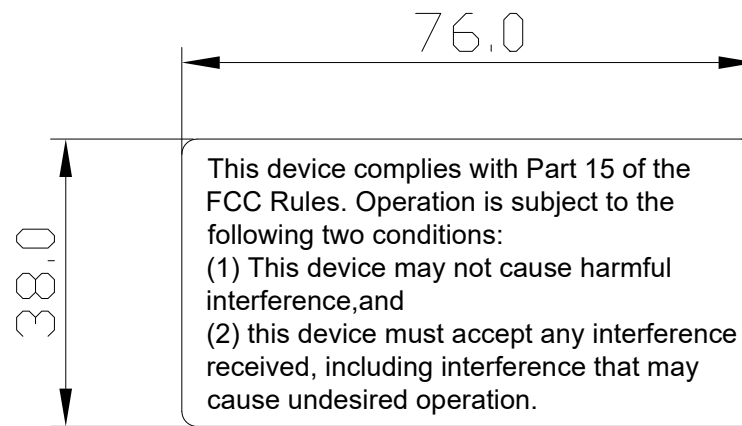 76.0
38.0
This device complies with Part 15 of the
FCC Rules. Operation is subject to the
following two conditions:
(1) This device may not cause harmful
interference,and
(2) this device must accept any interference
received, including interference that may
cause undesired operation.